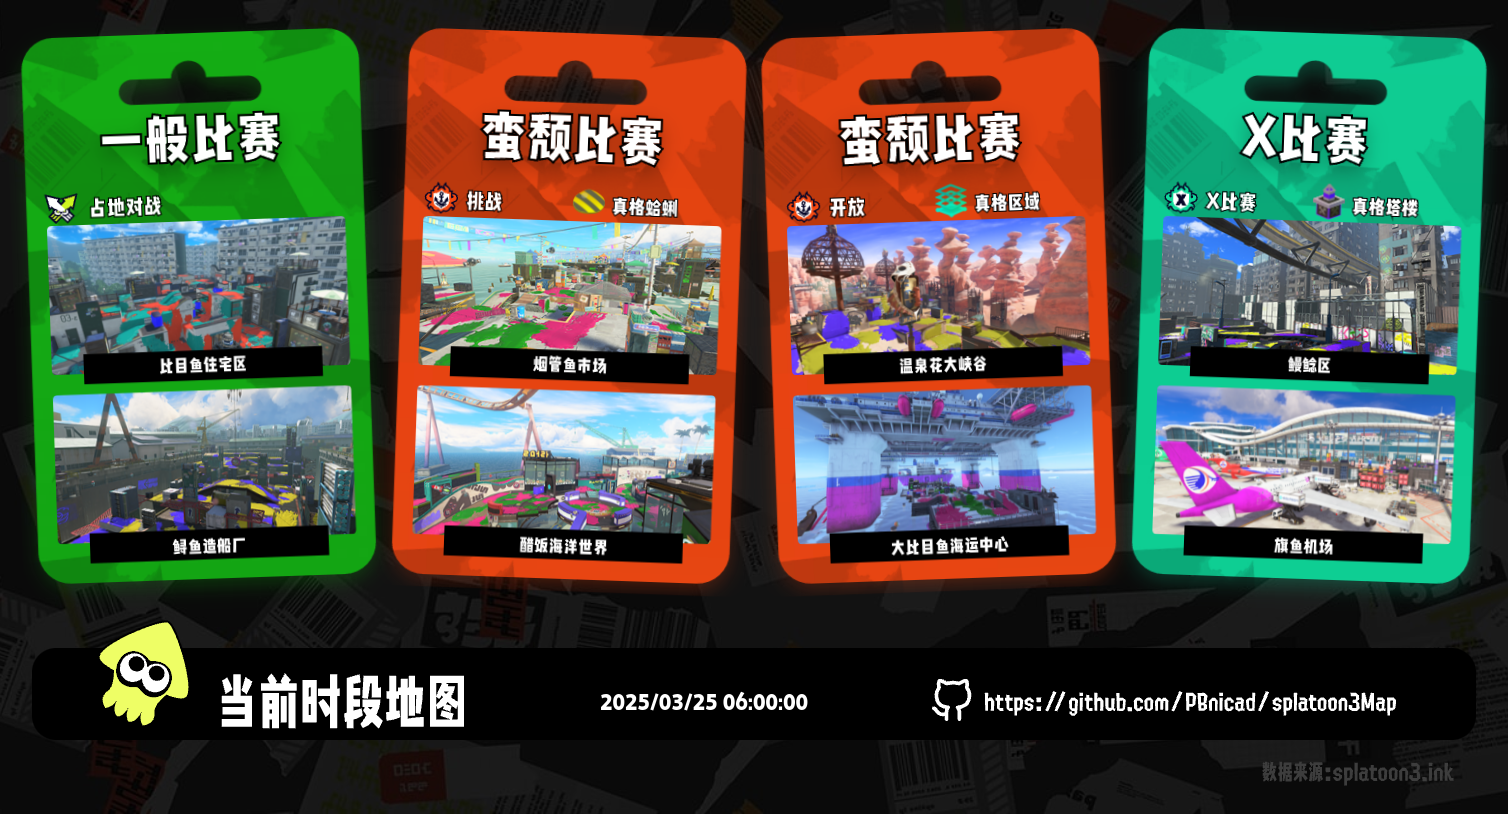 一般比赛
占地对战
比目鱼住宅区
鲟鱼造船厂
蛮颓比赛
挑战
真格蛤蜊
烟管鱼市场
醋饭海洋世界
蛮颓比赛
开放
真格区域
温泉花大峡谷
大比目鱼海运中心
X比赛
X比赛
真格塔楼
鳗鲶区
旗鱼机场
当前时段地图
2025/03/25 06:00:00
https://github.com/PBnicad/splatoon3Map
数据来源:splatoon3.ink